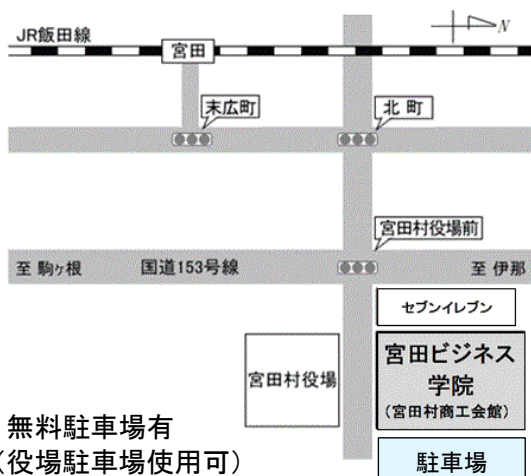 JR飯田線
N
宮田
末広町
北町
宮田村役場前
至 駒ヶ根
国道153号線
至 伊那
セブンイレブン
宮田ビジネス
学院
(宮田村商工会館)
宮田村役場
無料駐車場有
(役場駐車場使用可)
駐車場